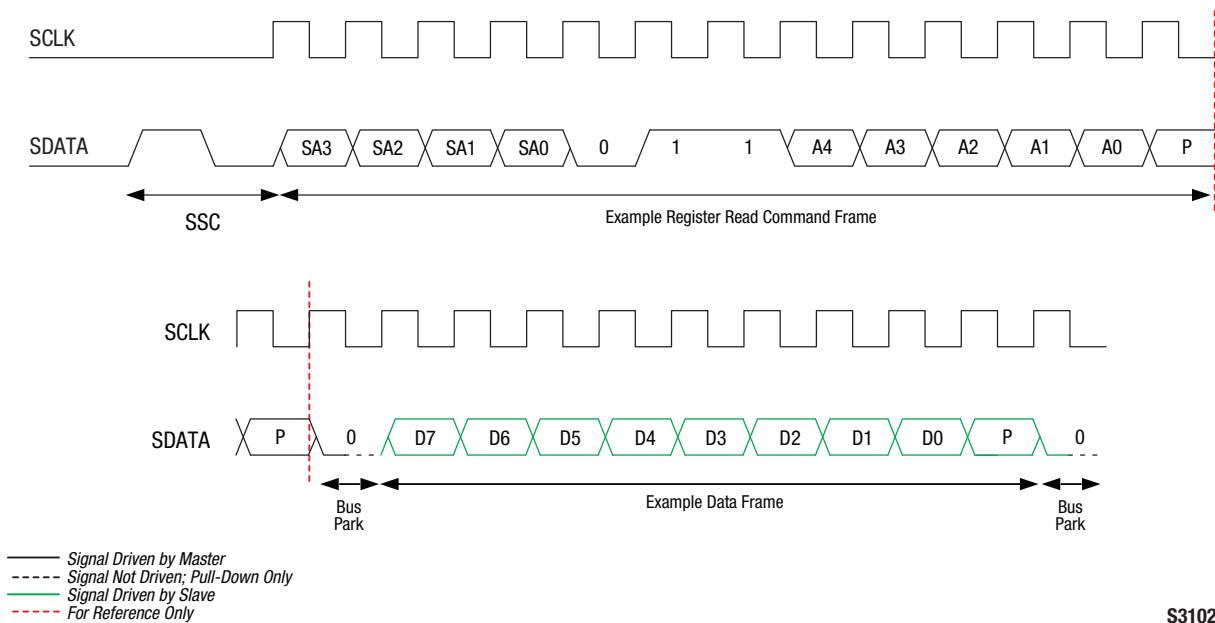 SCLK
SDATA SA3 SA2 SA1 SA0 0 1 1 A4 A3 A2 A1 A0 P
SSC
Example Register Read Command Frame
SCLK
SDATA P 0 D7 D6 D5 D4 D3 D2 D1 D0 P 0
Bus
Park
Example Data Frame
Bus
Park
Signal Driven by Master
Signal Not Driven; Pull-Down Only
Signal Driven by Slave
For Reference Only
S3102